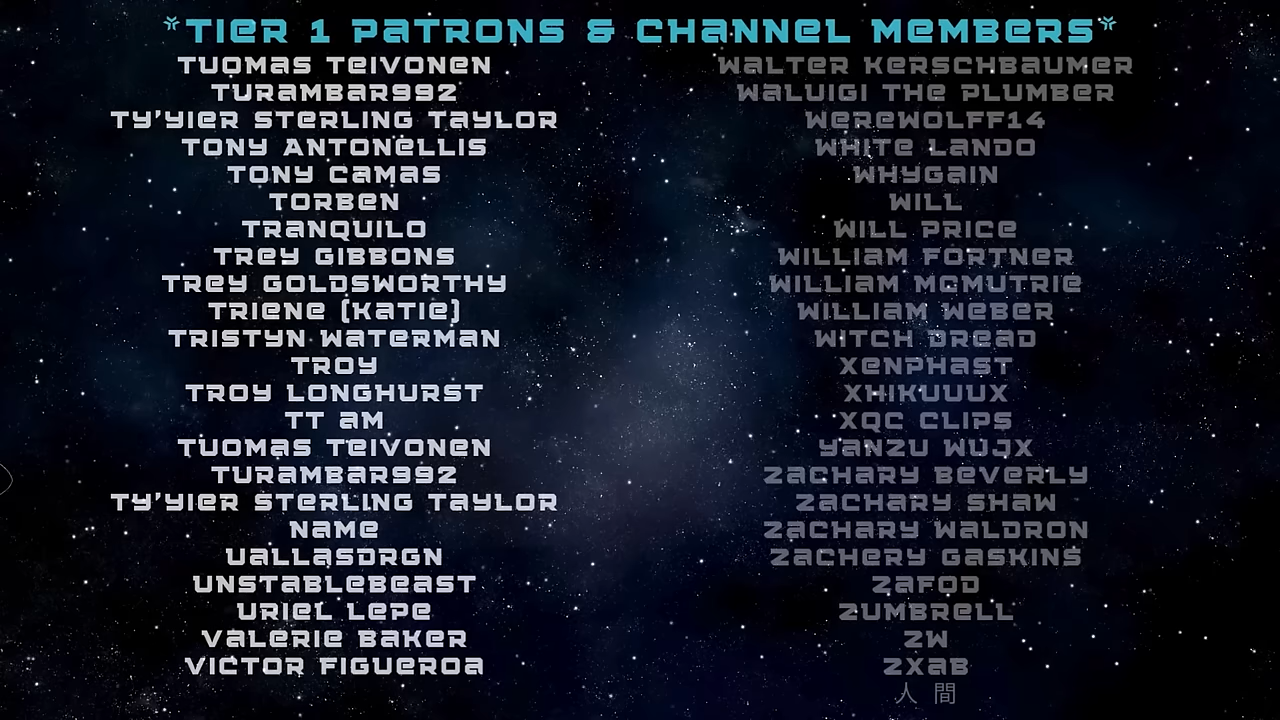 *TIER 1 PATRONS & CHANNEL MEMBERS*
TUOMAS TEIVONEN
TURAMBAR992
TY'YIER STERLING TAYLOR
TONY ANTONELLIS
TONY CAMAS
TORBEN
TRANQUILO
TREY GIBBONS
TREY GOLDSWORTHY
TRIENE (KATIE)
TRISTYN WATERMAN
TROY
TROY LONGHURST
TT AM
TUOMAS TEIVONEN
TURAMBAR992
TY'YIER STERLING TAYLOR
NAME
UALLASDRGN
UNSTABLEBEAST
URIEL LEPE
VALERIE BAKER
VICTOR FIGUEROA
WALTER KERSCHBAUMER
WALUIGI THE PLUMBER
WEREWOLFF14
WHITE LANDO
WHYGAIN
WILL
WILL PRICE
WILLIAM FORTNER
WILLIAM MCMUTRIE
WILLIAM WEBER
WITCH DREAD
XENPHAST
XHIKUUUX
XQC CLIPS
YANZU WUJX
ZACHARY BEVERLY
ZACHARY SHAW
ZACHARY WALDRON
ZACHERY GASKINS
ZAFOD
ZUMBRELL
ZW
ZXAB
人間